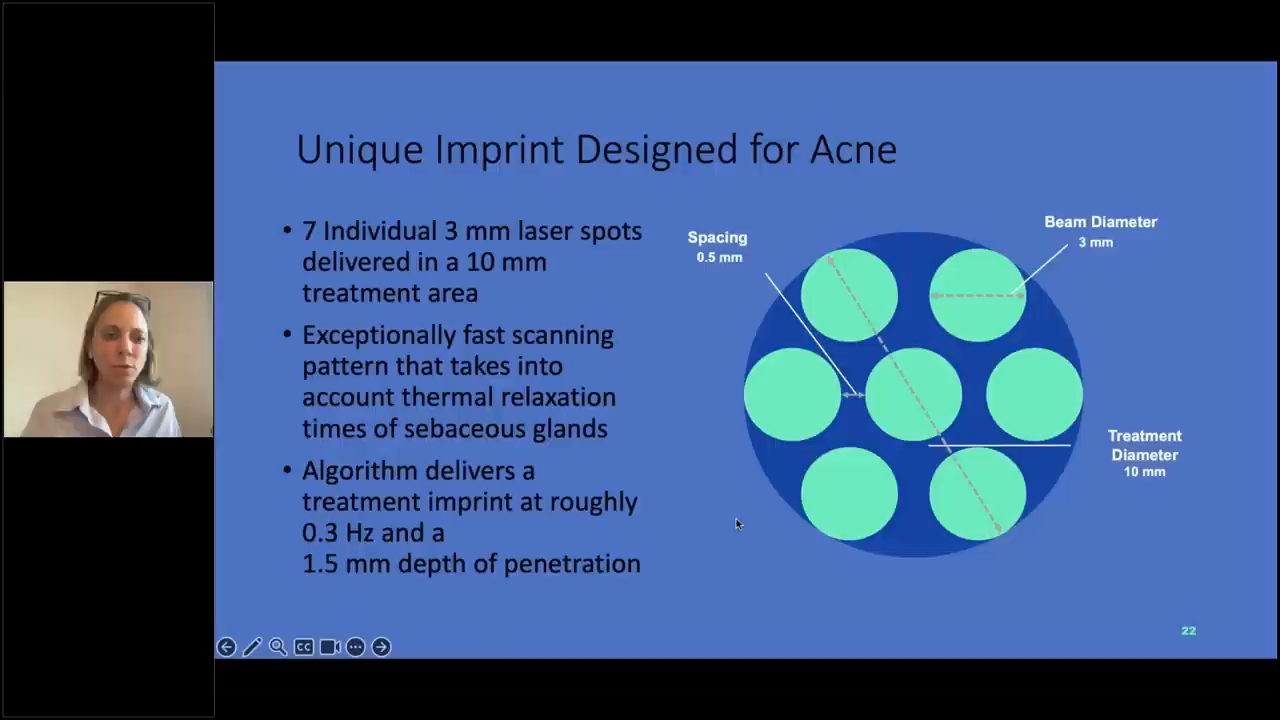 Unique Imprint Designed for Acne
• 7 Individual 3 mm laser spots
delivered in a 10 mm
treatment area
• Exceptionally fast scanning
pattern that takes into
account thermal relaxation
times of sebaceous glands
• Algorithm delivers a
treatment imprint at roughly
0.3 Hz and a
1.5 mm depth of penetration
Spacing
0.5 mm
Beam Diameter
3 mm
Treatment
Diameter
10 mm
22
CC